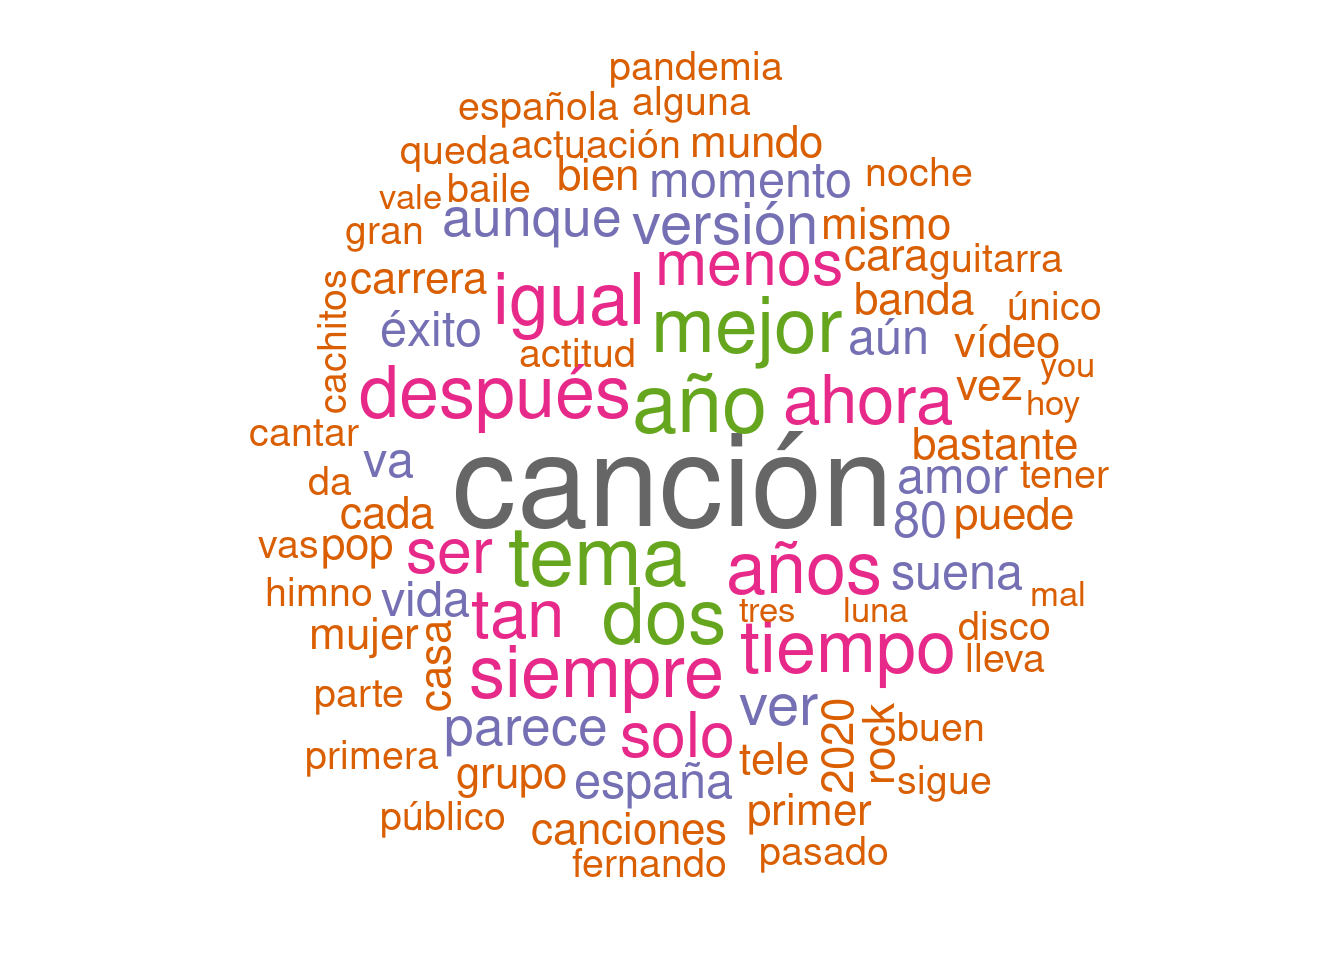 pandemia
española alguna
queda actuación mundo
vale baile bien momento noche
gran aunque versión mismo
cachitos carrera igual menos cara guitarra
éxito mejor banda único
actitud aún vídeo you
después año ahora vez hoy
cantar va canción bastante
da amor tener
cada 80 puede
vas pop ser tema años suena
himno vida tan dos tres luna mal
mujer casa siempre tiempo disco
lleva
parte ver 2020 rock
primera parece solo tele buen
grupo españa sigue
público canciones primer
fernando pasado